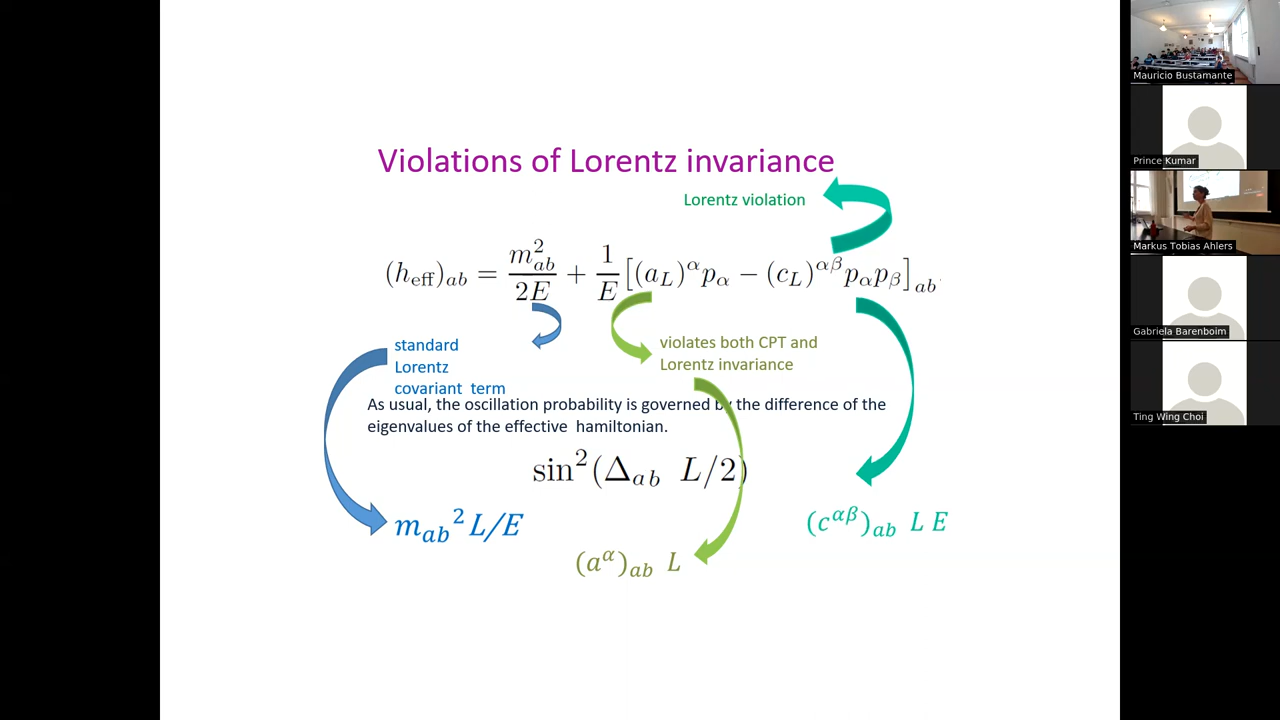 Violations of Lorentz invariance
Lorentz violation
(h_eff)_ab = m²_ab / 2E + 1/E [(a_L)^α p_α − (c_L)^αβ p_α p_β]_ab.
standard
Lorentz
covariant term
violates both CPT and
Lorentz invariance
As usual, the oscillation probability is governed by the difference of the
eigenvalues of the effective hamiltonian.
sin²(Δ_ab L/2)
m_ab² L/E
(a^α)_ab L
(c^αβ)_ab L E
Mauricio Bustamante
Prince Kumar
Markus Tobias Ahlers
Gabriela Barenboim
Ting Wing Choi